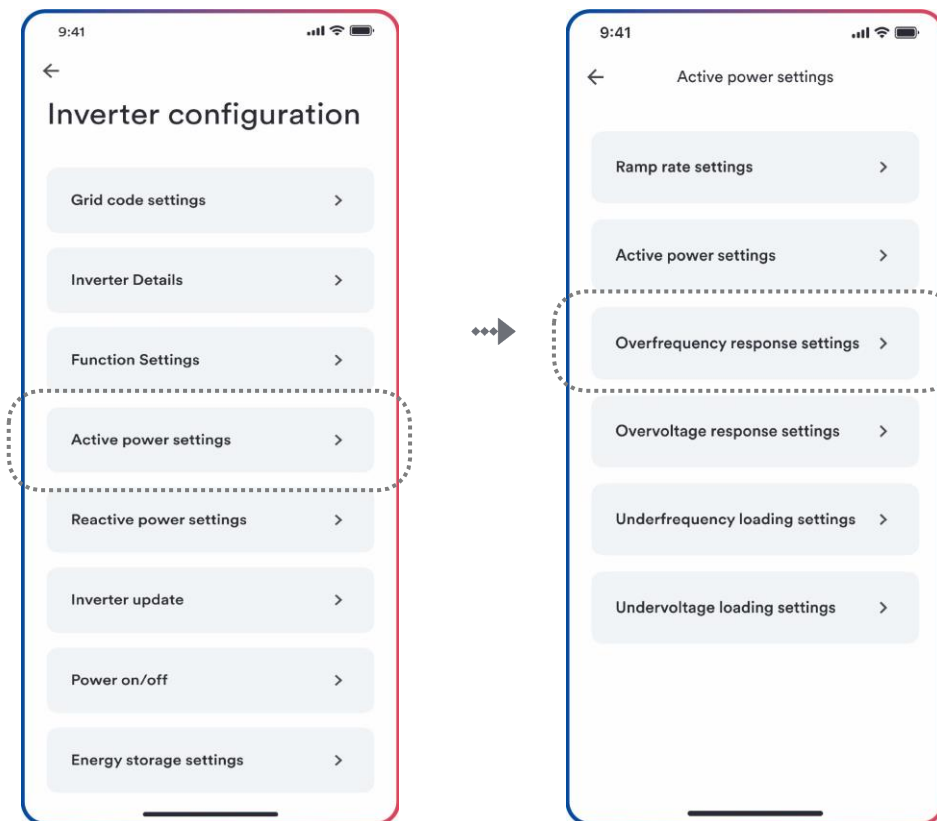 9:41
Inverter configuration
Grid code settings
Inverter Details
Function Settings
Active power settings
Reactive power settings
Inverter update
Power on/off
Energy storage settings
9:41
Active power settings
Ramp rate settings
Active power settings
Overfrequency response settings
Overvoltage response settings
Underfrequency loading settings
Undervoltage loading settings